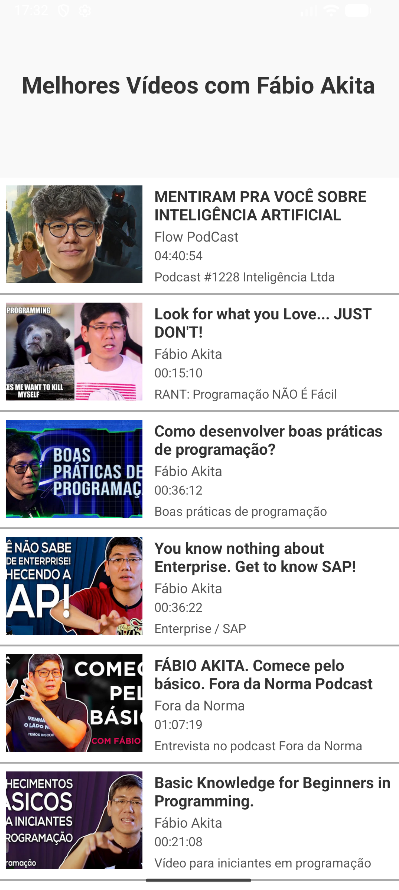 17:32
Melhores Vídeos com Fábio Akita
MENTIRAM PRA VOCÊ SOBRE
INTELIGÊNCIA ARTIFICIAL
Flow PodCast
04:40:54
Podcast #1228 Inteligência Ltda
PROGRAMMING
ES ME WANT TO KILL
MYSELF
Look for what you Love... JUST
DON'T!
Fábio Akita
00:15:10
RANT: Programação NÃO É Fácil
BOAS
PRÁTICAS DE
PROGRAMAÇ
Como desenvolver boas práticas
de programação?
Fábio Akita
00:36:12
Boas práticas de programação
Ê NÃO SABE
DE ENTERPRISE!
HECENDO A
AP!
You know nothing about
Enterprise. Get to know SAP!
Fábio Akita
00:36:22
Enterprise / SAP
COMEÇ
PEL
BÁSIC
COM FÁBIO
FÁBIO AKITA. Comece pelo
básico. Fora da Norma Podcast
Fora da Norma
01:07:19
Entrevista no podcast Fora da Norma
HECIMENTOS
ÁSICOS
A INICIANTES
ROGRAMAÇÃO
ramação
Basic Knowledge for Beginners in
Programming.
Fábio Akita
00:21:08
Vídeo para iniciantes em programação